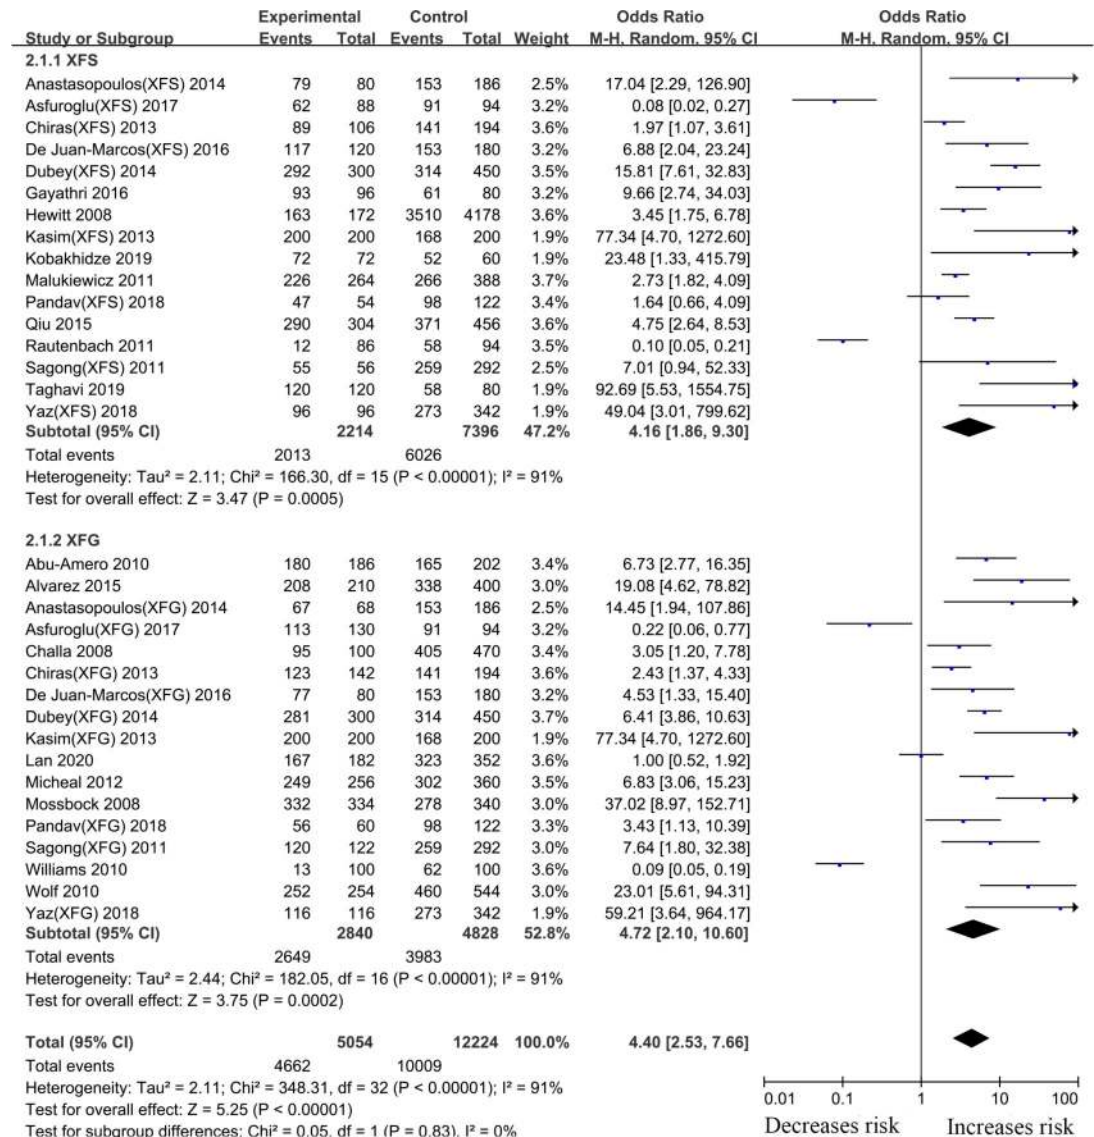 Experimental Control Odds Ratio Odds Ratio
Study or Subgroup Events Total Events Total Weight M-H, Random, 95% CI M-H, Random, 95% CI
2.1.1 XFS
Anastasopoulos(XFS) 2014 79 80 153 186 2.5% 17.04 [2.29, 126.90]
Asfuroglu(XFS) 2017 62 88 91 94 3.2% 0.08 [0.02, 0.27]
Chiras(XFS) 2013 89 106 141 194 3.6% 1.97 [1.07, 3.61]
De Juan-Marcos(XFS) 2016 117 120 153 180 3.2% 6.88 [2.04, 23.24]
Dubey(XFS) 2014 292 300 314 450 3.5% 15.81 [7.61, 32.83]
Gayathri 2016 93 96 61 80 3.2% 9.66 [2.74, 34.03]
Hewitt 2008 163 172 3510 4178 3.6% 3.45 [1.75, 6.78]
Kasim(XFS) 2013 200 200 168 200 1.9% 77.34 [4.70, 1272.60]
Kobakhidze 2019 72 72 52 60 1.9% 23.48 [1.33, 415.79]
Malukiewicz 2011 226 264 266 388 3.7% 2.73 [1.82, 4.09]
Pandav(XFS) 2018 47 54 98 122 3.4% 1.64 [0.66, 4.09]
Qiu 2015 290 304 371 456 3.6% 4.75 [2.64, 8.53]
Rautenbach 2011 12 86 58 94 3.5% 0.10 [0.05, 0.21]
Sagong(XFS) 2011 55 56 259 292 2.5% 7.01 [0.94, 52.33]
Taghavi 2019 120 120 58 80 1.9% 92.69 [5.53, 1554.75]
Yaz(XFS) 2018 96 96 273 342 1.9% 49.04 [3.01, 799.62]
Subtotal (95% CI) 2214 7396 47.2% 4.16 [1.86, 9.30]
Total events 2013 6026
Heterogeneity: Tau² = 2.11; Chi² = 166.30, df = 15 (P < 0.00001); I² = 91%
Test for overall effect: Z = 3.47 (P = 0.0005)
2.1.2 XFG
Abu-Amero 2010 180 186 165 202 3.4% 6.73 [2.77, 16.35]
Alvarez 2015 208 210 338 400 3.0% 19.08 [4.62, 78.82]
Anastasopoulos(XFG) 2014 67 68 153 186 2.5% 14.45 [1.94, 107.86]
Asfuroglu(XFG) 2017 113 130 91 94 3.2% 0.22 [0.06, 0.77]
Challa 2008 95 100 405 470 3.4% 3.05 [1.20, 7.78]
Chiras(XFG) 2013 123 142 141 194 3.6% 2.43 [1.37, 4.33]
De Juan-Marcos(XFG) 2016 77 80 153 180 3.2% 4.53 [1.33, 15.40]
Dubey(XFG) 2014 281 300 314 450 3.7% 6.41 [3.86, 10.63]
Kasim(XFG) 2013 200 200 168 200 1.9% 77.34 [4.70, 1272.60]
Lan 2020 167 182 323 352 3.6% 1.00 [0.52, 1.92]
Micheal 2012 249 256 302 360 3.5% 6.83 [3.06, 15.23]
Mossbock 2008 332 334 278 340 3.0% 37.02 [8.97, 152.71]
Pandav(XFG) 2018 56 60 98 122 3.3% 3.43 [1.13, 10.39]
Sagong(XFG) 2011 120 122 259 292 3.0% 7.64 [1.80, 32.38]
Williams 2010 13 100 62 100 3.6% 0.09 [0.05, 0.19]
Wolf 2010 252 254 460 544 3.0% 23.01 [5.61, 94.31]
Yaz(XFG) 2018 116 116 273 342 1.9% 59.21 [3.64, 964.17]
Subtotal (95% CI) 2840 4828 52.8% 4.72 [2.10, 10.60]
Total events 2649 3983
Heterogeneity: Tau² = 2.44; Chi² = 182.05, df = 16 (P < 0.00001); I² = 91%
Test for overall effect: Z = 3.75 (P = 0.0002)
Total (95% CI) 5054 12224 100.0% 4.40 [2.53, 7.66]
Total events 4662 10009
Heterogeneity: Tau² = 2.11; Chi² = 348.31, df = 32 (P < 0.00001); I² = 91%
Test for overall effect: Z = 5.25 (P < 0.00001)
Test for subgroup differences: Chi² = 0.05, df = 1 (P = 0.83), I² = 0%
0.01 0.1 1 10 100
Decreases risk Increases risk